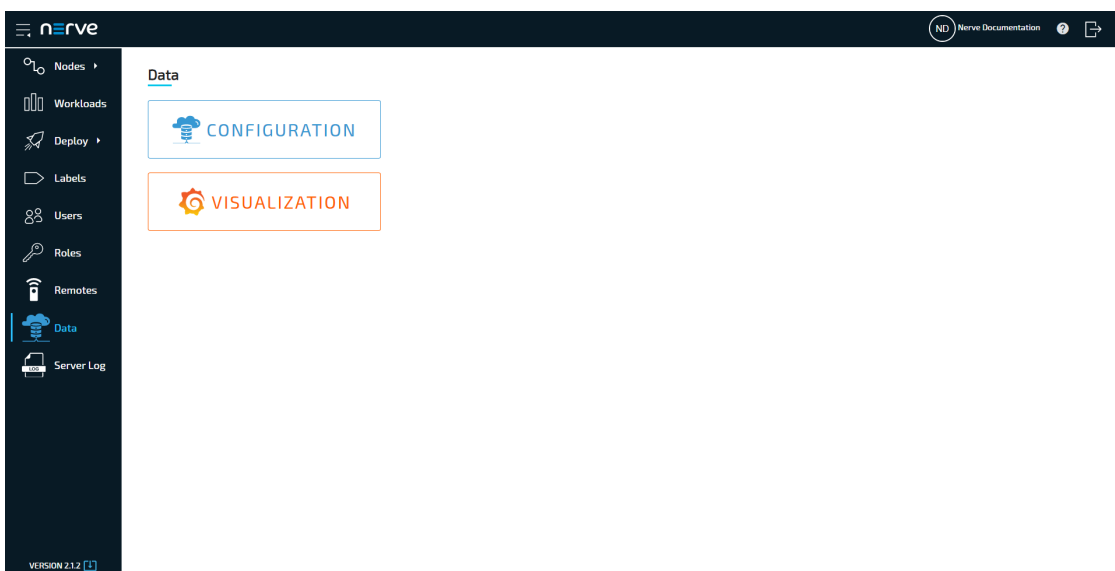 nerve
ND Nerve Documentation ?
Nodes
Workloads
Deploy
Labels
Users
Roles
Remotes
Data
LOG Server Log
VERSION 2.1.2
Data
CONFIGURATION
VISUALIZATION